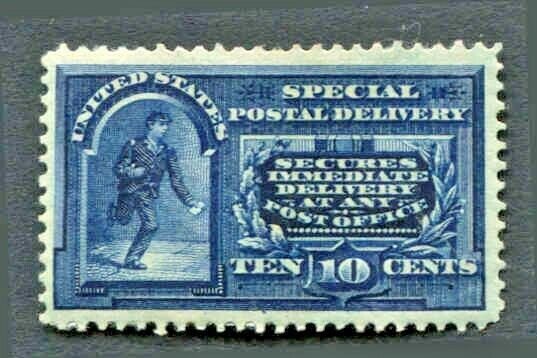 UNITED STATES
SPECIAL
POSTAL DELIVERY
SECURES
IMMEDIATE
DELIVERY
AT ANY
POST OFFICE
TEN 10 CENTS